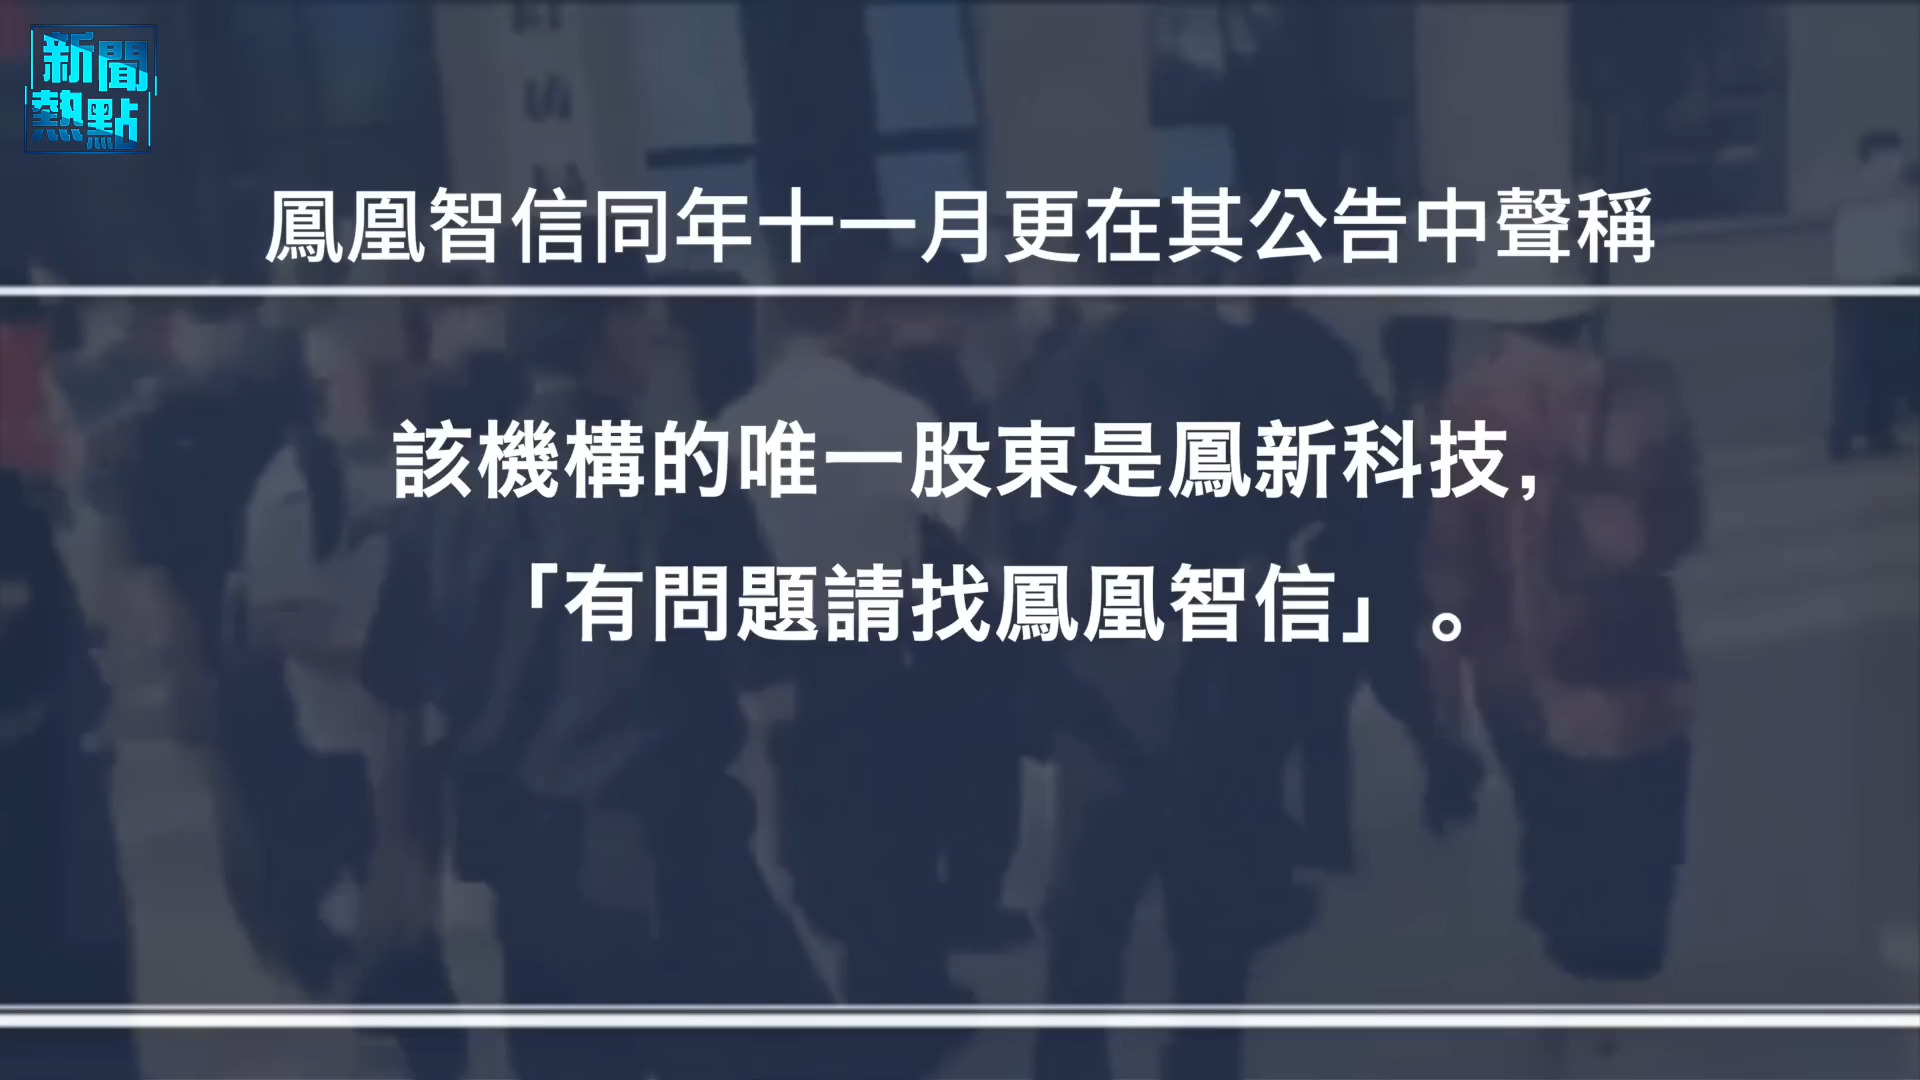 新聞
熱點
鳳凰智信同年十一月更在其公告中聲稱
該機構的唯一股東是鳳新科技，
「有問題請找鳳凰智信」。